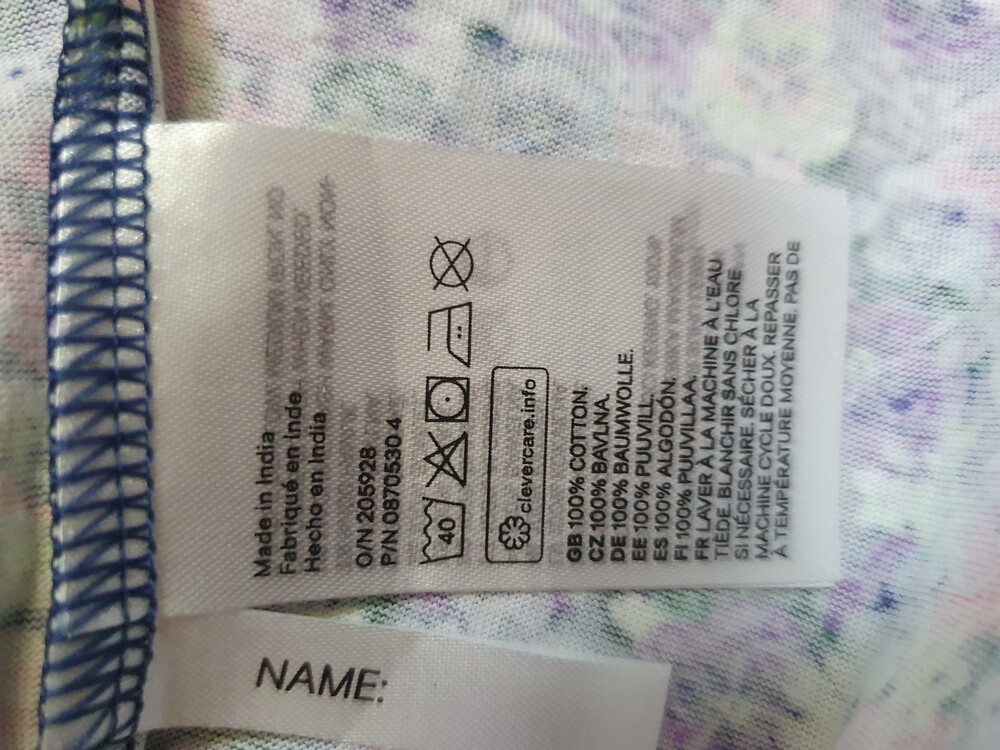 Made in India
Fabriqué en Inde
Hecho en India
O/N 205928
P/N 0870530 4
40
clevercare.info
GB 100% COTTON.
CZ 100% BAVLNA.
DE 100% BAUMWOLLE.
EE 100% PUUVILL.
ES 100% ALGODÓN.
FI 100% PUUVILLAA.
FR LAVER À LA MACHINE À L'EAU
TIÈDE. BLANCHIR SANS CHLORE
SI NÉCESSAIRE. SÉCHER À LA
MACHINE CYCLE DOUX. REPASSER
À TEMPÉRATURE MOYENNE. PAS DE
NAME: